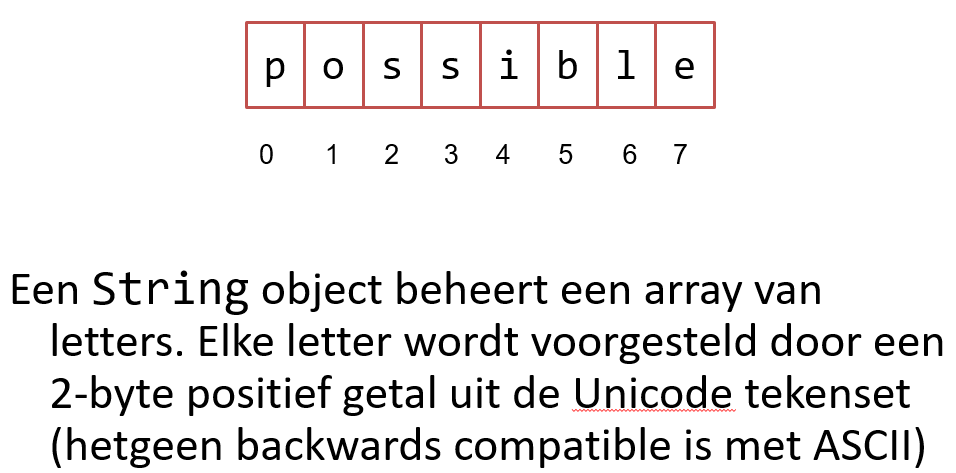 p o s s i b l e
0 1 2 3 4 5 6 7
Een String object beheert een array van
letters. Elke letter wordt voorgesteld door een
2-byte positief getal uit de Unicode tekenset
(hetgeen backwards compatible is met ASCII)